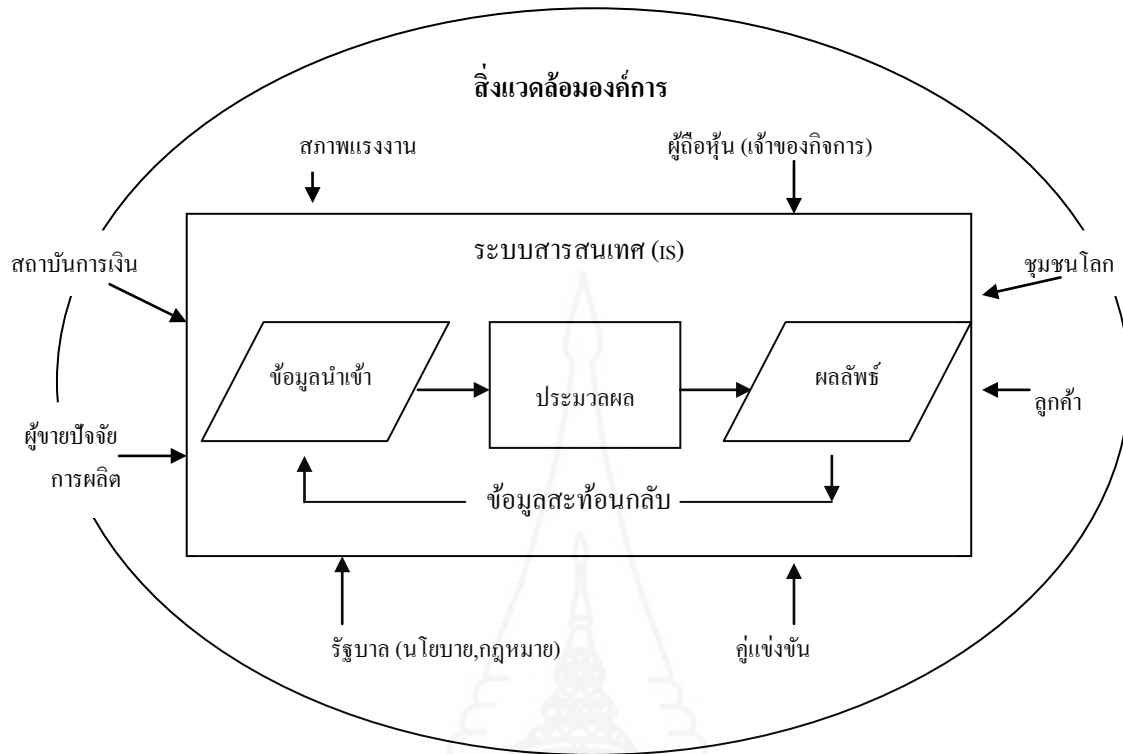 สิ่งแวดล้อมองค์การ
สภาพแรงงาน
ผู้ถือหุ้น (เจ้าของกิจการ)
ระบบสารสนเทศ (IS)
สถาบันการเงิน
ชุมชนโลก
ข้อมูลนำเข้า
ประมวลผล
ผลลัพธ์
ลูกค้า
ผู้ขายปัจจัย
การผลิต
ข้อมูลสะท้อนกลับ
รัฐบาล (นโยบาย,กฎหมาย)
คู่แข่งขัน